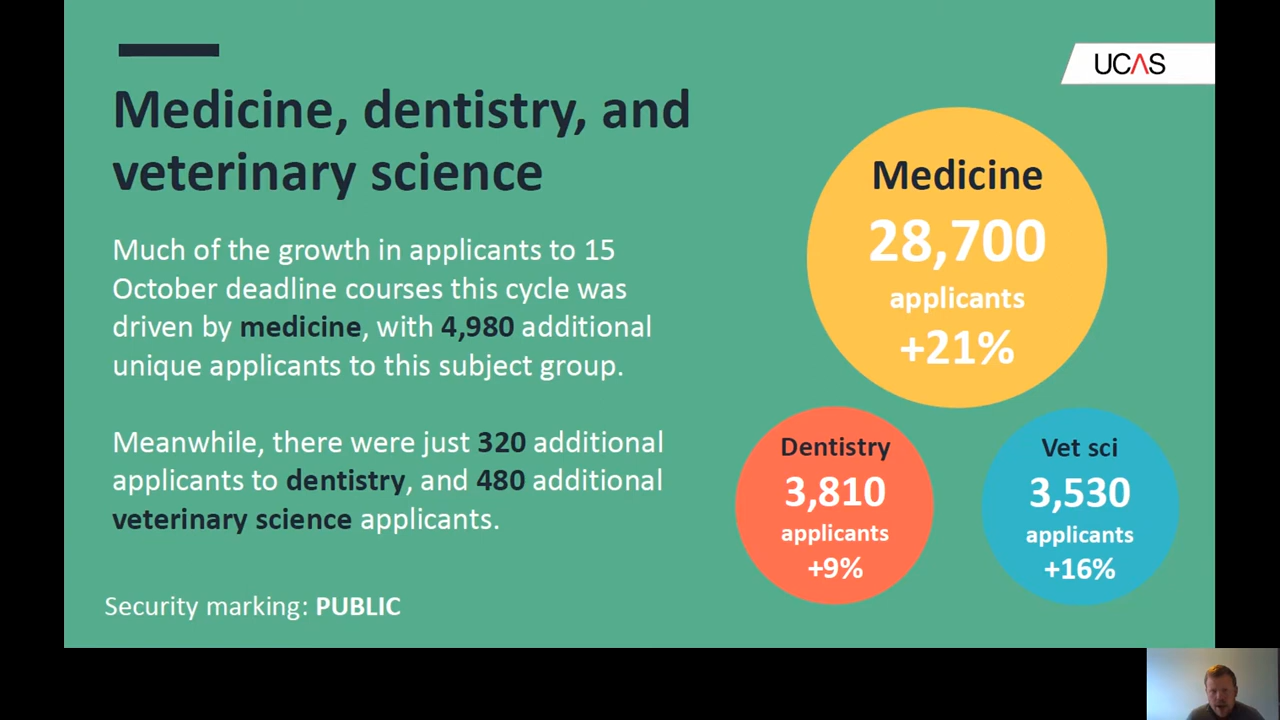 UCAS
Medicine, dentistry, and
veterinary science
Much of the growth in applicants to 15
October deadline courses this cycle was
driven by medicine, with 4,980 additional
unique applicants to this subject group.
Meanwhile, there were just 320 additional
applicants to dentistry, and 480 additional
veterinary science applicants.
Medicine
28,700
applicants
+21%
Dentistry
3,810
applicants
+9%
Vet sci
3,530
applicants
+16%
Security marking: PUBLIC